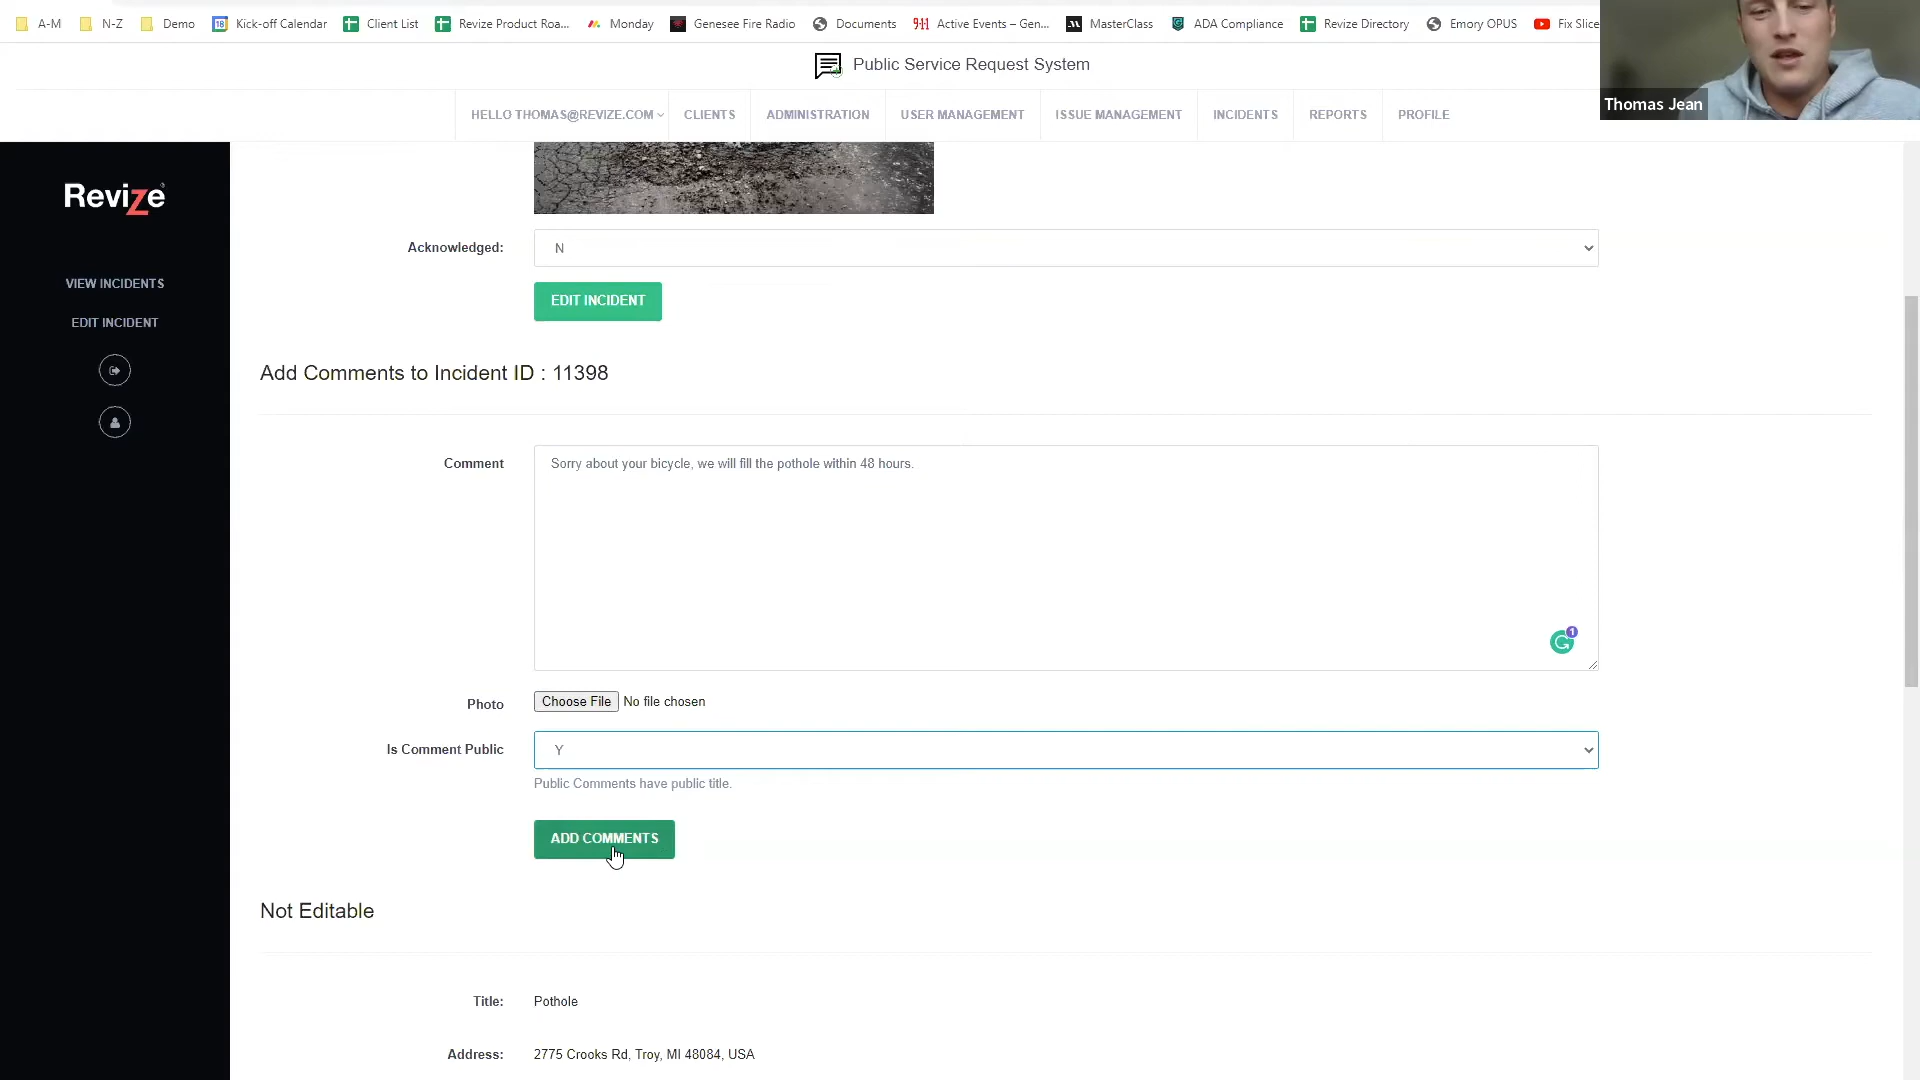 A-M
N-Z
Demo
18 Kick-off Calendar
Client List
Revize Product Roa...
Monday
Genesee Fire Radio
Documents
911 Active Events – Gen...
MasterClass
ADA Compliance
Revize Directory
Emory OPUS
Fix Slice
Public Service Request System
Thomas Jean
HELLO THOMAS@REVIZE.COM
CLIENTS
ADMINISTRATION
USER MANAGEMENT
ISSUE MANAGEMENT
INCIDENTS
REPORTS
PROFILE
Revize
VIEW INCIDENTS
EDIT INCIDENT
Acknowledged:
N
EDIT INCIDENT
Add Comments to Incident ID : 11398
Comment
Sorry about your bicycle, we will fill the pothole within 48 hours.
1
Photo
Choose File No file chosen
Is Comment Public
Y
Public Comments have public title.
ADD COMMENTS
Not Editable
Title:
Pothole
Address:
2775 Crooks Rd, Troy, MI 48084, USA